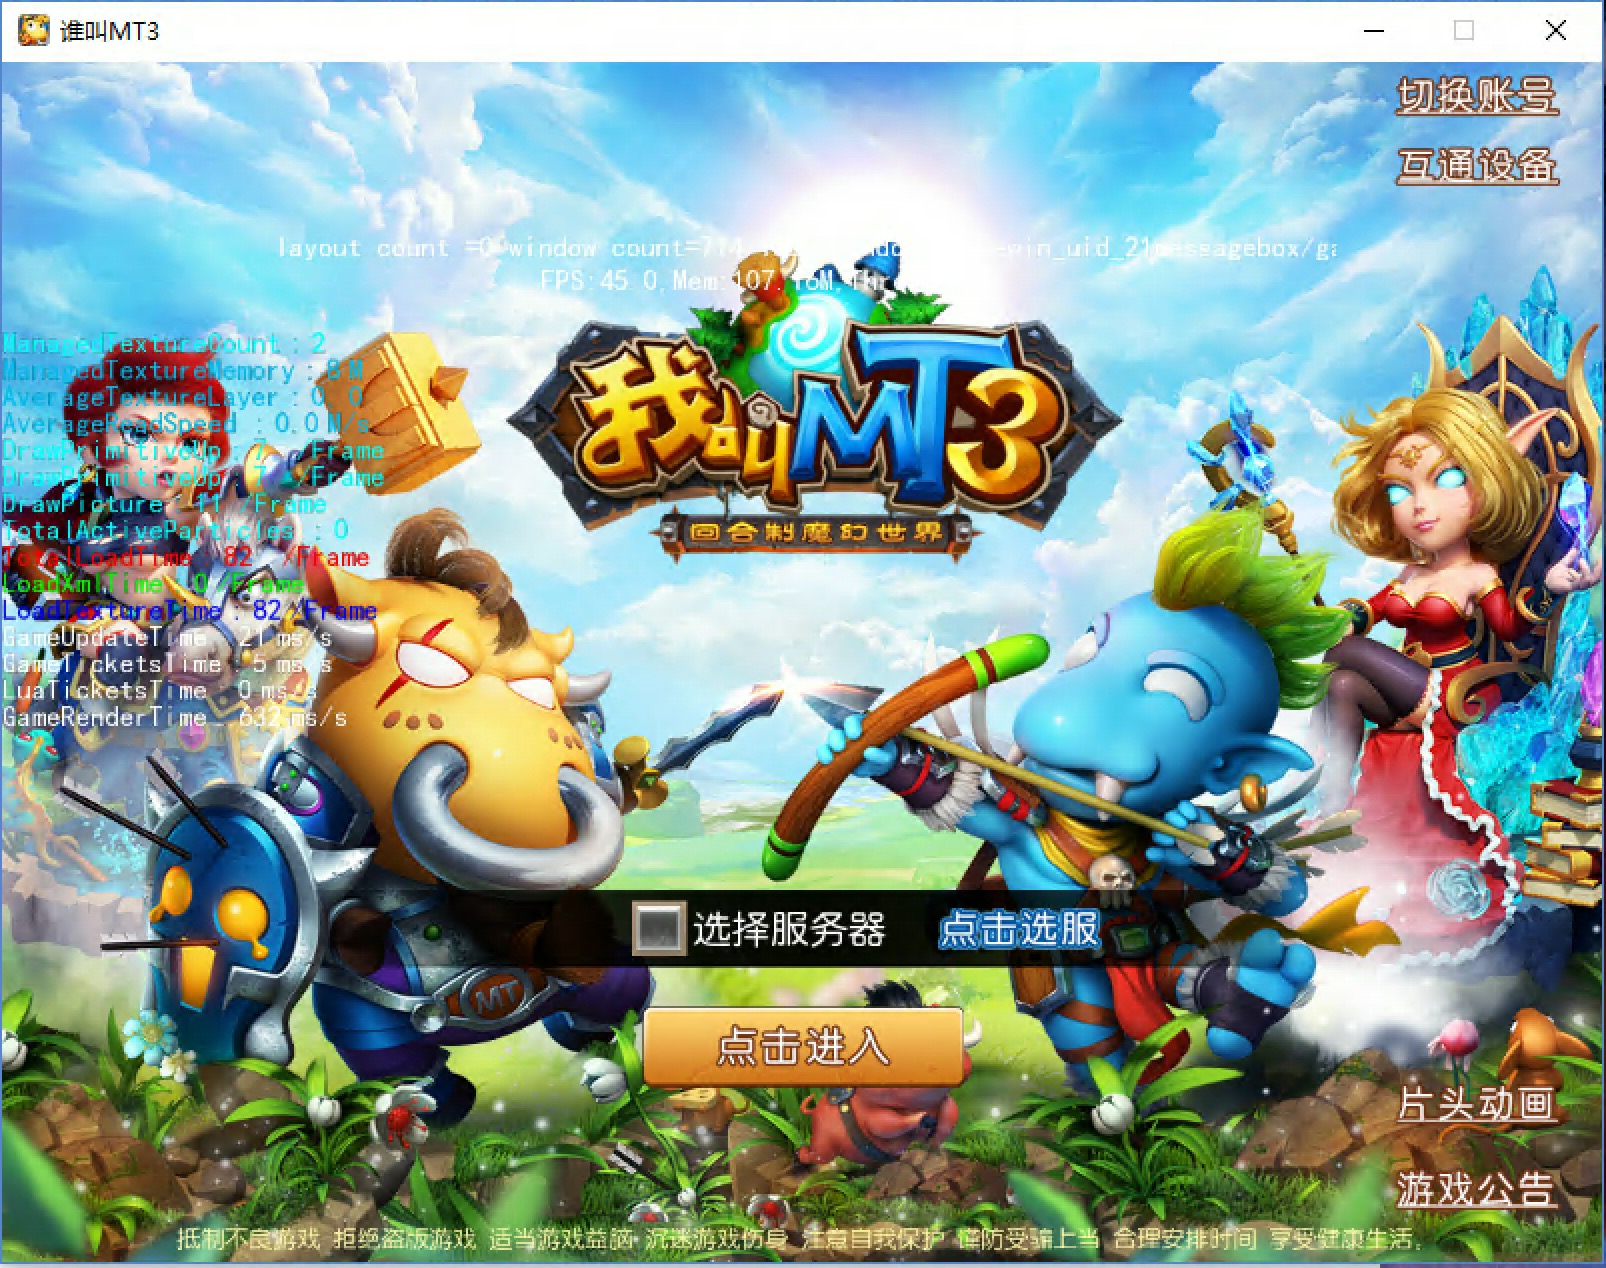 谁叫MT3
切换账号
互通设备
layout count =0 window count=
win_uid_21messagebox/ga
FPS:45.0,Mem:107.
ManagedTextureCount : 2
ManagedTextureMemory : 8 M
AverageTextureLayer : 0. 0
AverageReadSpeed : 0.0 M/s
DrawPrimitiveUp : 7 /Frame
DrawPrimitiveUp : 7 /Frame
DrawPicture : 11 /Frame
TotalActiveParticles : 0
TotalLoadTime : 82 /Frame
LoadXmlTime : 0 /Frame
LoadTextureTime : 82 /Frame
GameUpdateTime : 21 ms/s
GameTicketsTime : 5 ms/s
LuaTicketsTime : 0 ms/s
GameRenderTime : 632 ms/s
我叫MT3
回合制魔幻世界
选择服务器 点击选服
MT
点击进入
片头动画
游戏公告
抵制不良游戏 拒绝盗版游戏 适当游戏益脑 沉迷游戏伤身 注意自我保护 谨防受骗上当 合理安排时间 享受健康生活。